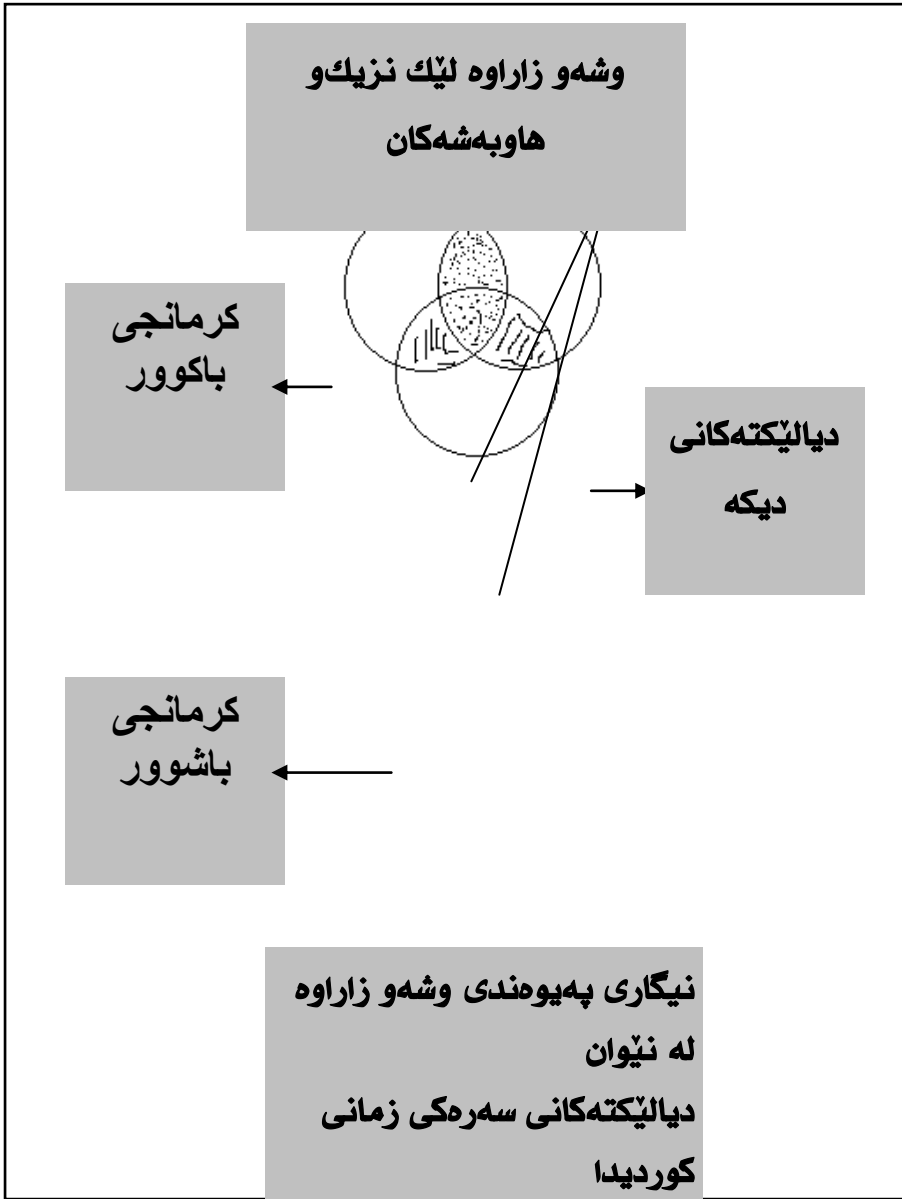 وشەو زاراوە لێك نزیك‌و
هاوبەشەكان
كرمانجی
باكوور
دیالێكتەكانی
دیكە
كرمانجی
باشوور
نیگاری پەیوەندی وشەو زاراوە
لە نێوان
دیالێكتەكانی سەرەكی زمانی
كوردیدا